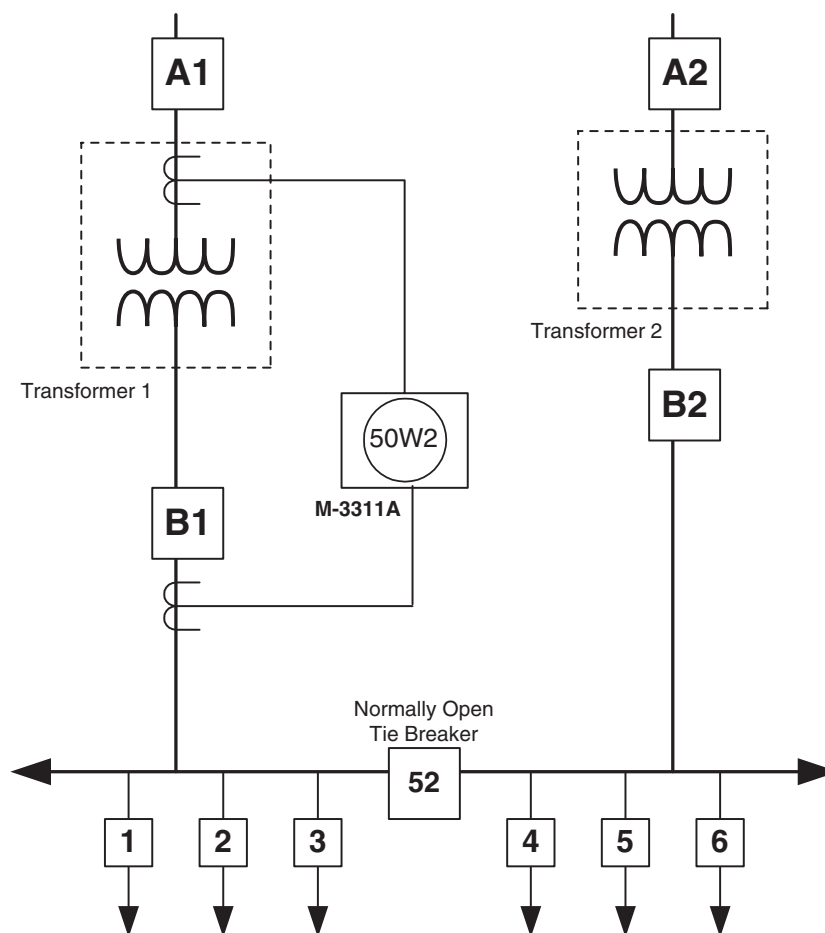 A1
A2
Transformer 2
Transformer 1
B2
50W2
M-3311A
B1
Normally Open
Tie Breaker
52
1
2
3
4
5
6